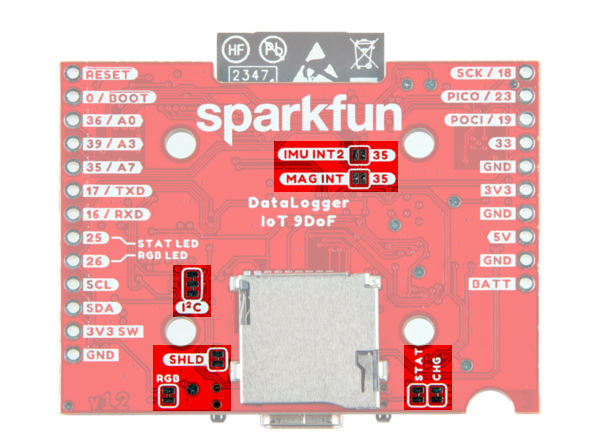 HF Pb
2347
sparkfun
RESET
0 / BOOT
36 / A0
39 / A3
35 / A7
17 / TXD
16 / RXD
25 STAT LED
26 RGB LED
SCL
SDA
3V3 SW
GND
SCK / 18
PICO / 23
POCI / 19
33
GND
3V3
GND
5V
GND
BATT
IMU INT2 35
MAG INT 35
DataLogger
IoT 9DoF
I²C
SHLD
RGB
STAT
CHG
v12